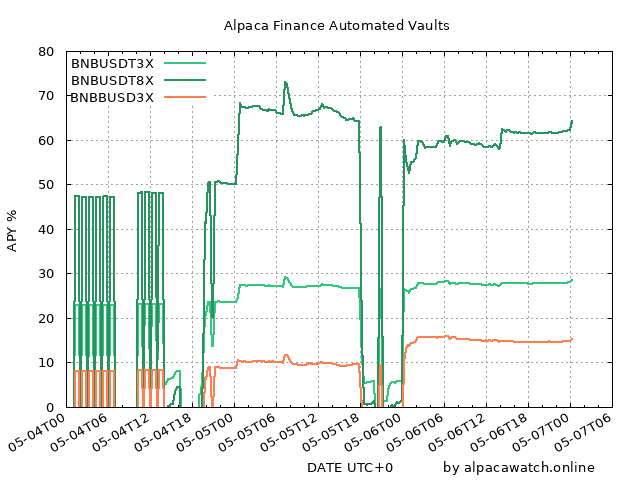 Alpaca Finance Automated Vaults
BNBUSDT3X
BNBUSDT8X
BNBBUSD3X
APY %
80
70
60
50
40
30
20
10
0
05-04T00
05-04T06
05-04T12
05-04T18
05-05T00
05-05T06
05-05T12
05-05T18
05-06T00
05-06T06
05-06T12
05-06T18
05-07T00
05-07T06
DATE UTC+0
by alpacawatch.online